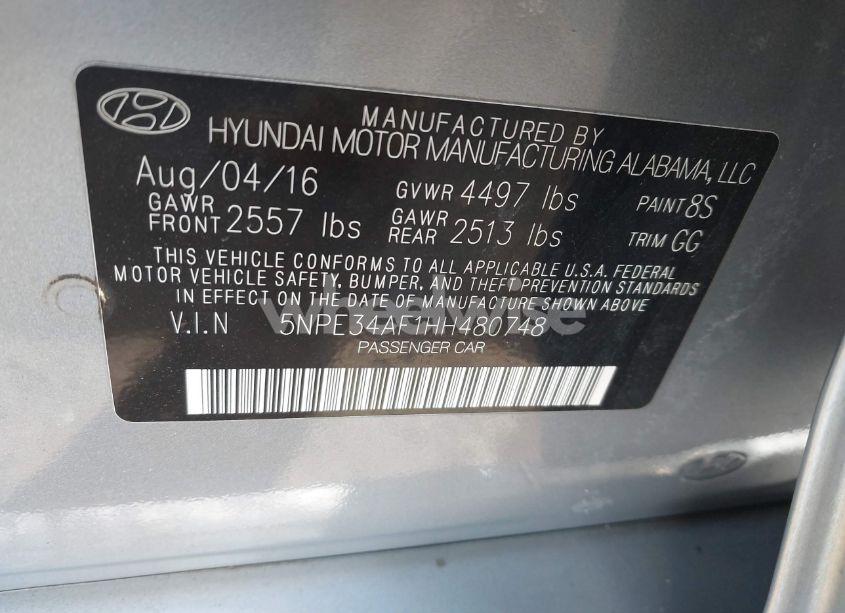 MANUFACTURED BY
HYUNDAI MOTOR MANUFACTURING ALABAMA, LLC
Aug/04/16 GVWR 4497 lbs PAINT 8S
GAWR FRONT 2557 lbs GAWR REAR 2513 lbs TRIM GG
THIS VEHICLE CONFORMS TO ALL APPLICABLE U.S.A. FEDERAL
MOTOR VEHICLE SAFETY, BUMPER, AND THEFT PREVENTION STANDARDS
IN EFFECT ON THE DATE OF MANUFACTURE SHOWN ABOVE
V.I.N 5NPE34AF1HH480748
wheelwise
PASSENGER CAR